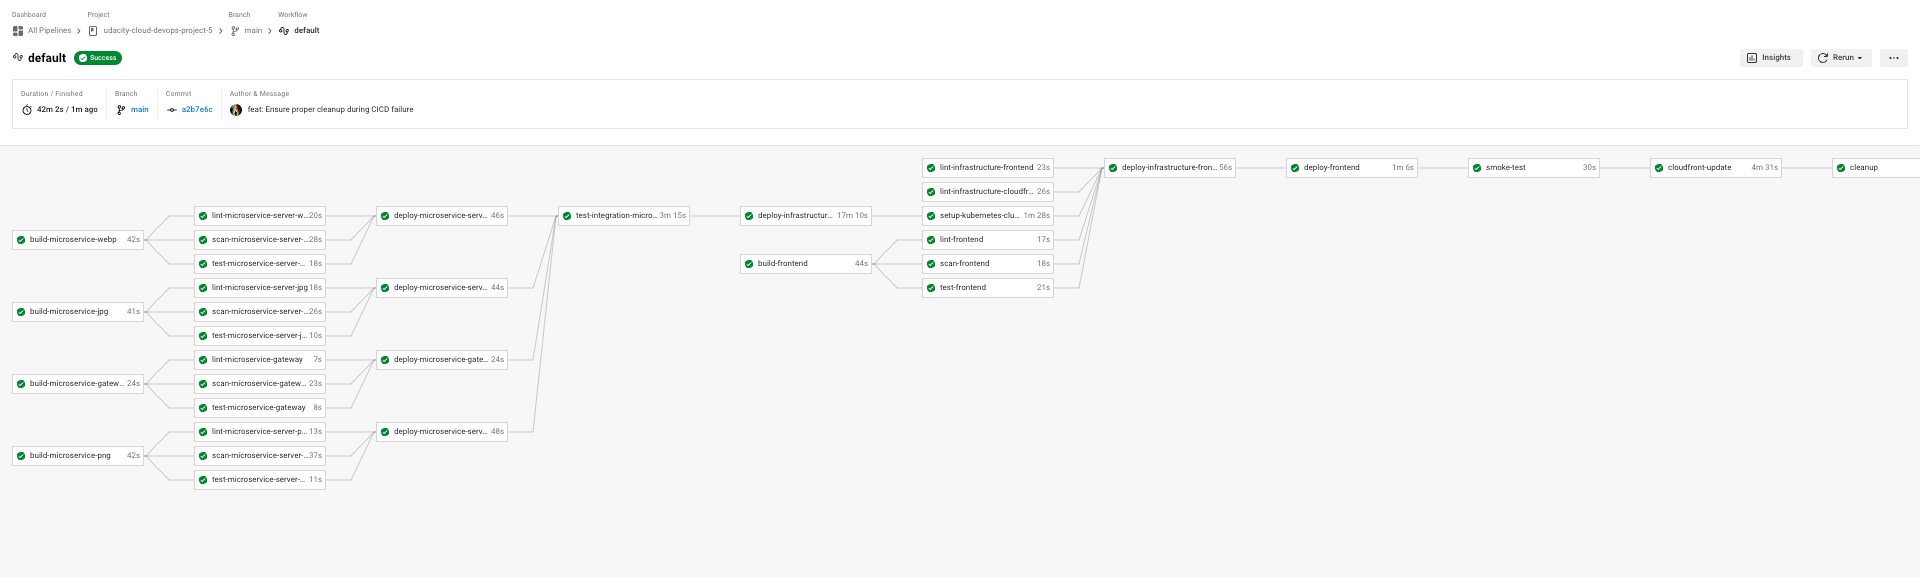 Dashboard Project Branch Workflow
All Pipelines udacity-cloud-devops-project-5 main default
default Success Insights Rerun ...
Duration / Finished Branch Commit Author & Message
42m 2s / 1m ago main a2b7e6c feat: Ensure proper cleanup during CICD failure
lint-infrastructure-frontend 23s deploy-infrastructure-fron... 56s deploy-frontend 1m 6s smoke-test 30s cloudfront-update 4m 31s cleanup
lint-infrastructure-cloudfr... 26s
lint-microservice-server-w... 20s deploy-microservice-serv... 46s test-integration-micro... 3m 15s deploy-infrastructur... 17m 10s setup-kubernetes-clu... 1m 28s
build-microservice-webp 42s scan-microservice-server-... 28s lint-frontend 17s
test-microservice-server-... 18s build-frontend 44s scan-frontend 18s
lint-microservice-server-jpg 18s deploy-microservice-serv... 44s test-frontend 21s
build-microservice-jpg 41s scan-microservice-server-... 26s
test-microservice-server-j... 10s
lint-microservice-gateway 7s deploy-microservice-gate... 24s
build-microservice-gatew... 24s scan-microservice-gatew... 23s
test-microservice-gateway 8s
lint-microservice-server-p... 13s deploy-microservice-serv... 48s
build-microservice-png 42s scan-microservice-server-... 37s
test-microservice-server-... 11s